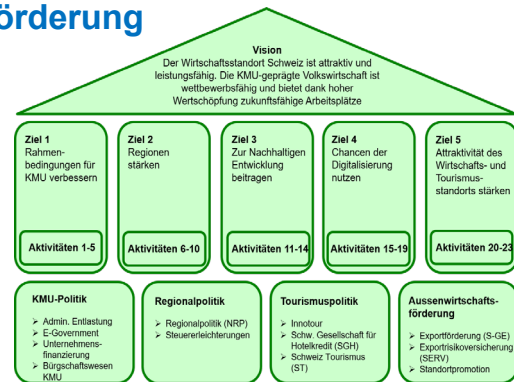 örderung
Vision
Der Wirtschaftsstandort Schweiz ist attraktiv und
leistungsfähig. Die KMU-geprägte Volkswirtschaft ist
wettbewerbsfähig und bietet dank hoher
Wertschöpfung zukunftsfähige Arbeitsplätze
Ziel 1
Rahmen-
bedingungen für
KMU verbessern
Aktivitäten 1-5
Ziel 2
Regionen
stärken
Aktivitäten 6-10
Ziel 3
Zur Nachhaltigen
Entwicklung
beitragen
Aktivitäten 11-14
Ziel 4
Chancen der
Digitalisierung
nutzen
Aktivitäten 15-19
Ziel 5
Attraktivität des
Wirtschafts- und
Tourismus-
standorts stärken
Aktivitäten 20-23
KMU-Politik
➢ Admin. Entlastung
➢ E-Government
➢ Unternehmens-
finanzierung
➢ Bürgschaftswesen
KMU
Regionalpolitik
➢ Regionalpolitik (NRP)
➢ Steuererleichterungen
Tourismuspolitik
➢ Innotour
➢ Schw. Gesellschaft für
Hotelkredit (SGH)
➢ Schweiz Tourismus
(ST)
Aussenwirtschafts-
förderung
➢ Exportförderung (S-GE)
➢ Exportrisikoversicherung
(SERV)
➢ Standortpromotion